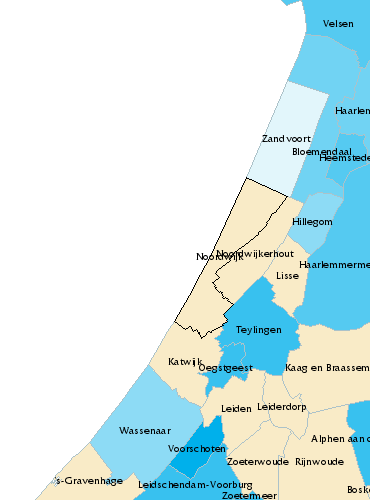 Velsen
Haarlem
Zandvoort
Bloemendaal
Heemstede
Hillegom
Noordwijk
Noordwijkerhout
Haarlemmerme
Lisse
Teylingen
Katwijk
Oegstgeest
Kaag en Braassem
Leiden
Leiderdorp
Wassenaar
Alphen aan d
Voorschoten
Zoeterwoude
Rijnwoude
's-Gravenhage
Leidschendam-Voorburg
Zoetermeer
Bosk